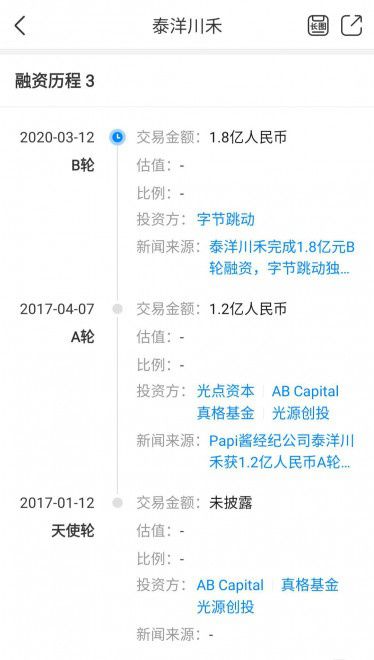 泰洋川禾
长图
融资历程 3
2020-03-12
交易金额：1.8亿人民币
B轮
估值：-
比例：-
投资方：字节跳动
新闻来源：泰洋川禾完成1.8亿元B
轮融资，字节跳动独...
2017-04-07
交易金额：1.2亿人民币
A轮
估值：-
比例：-
投资方：光点资本 AB Capital
真格基金 光源创投
新闻来源：Papi酱经纪公司泰洋川
禾获1.2亿人民币A轮...
2017-01-12
交易金额：未披露
天使轮
估值：-
比例：-
投资方：AB Capital 真格基金
光源创投
新闻来源：-